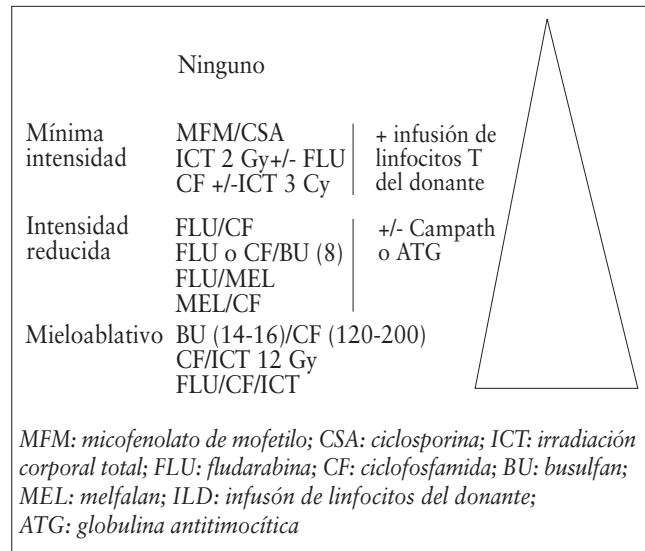 Ninguno
Mínima intensidad
MFM/CSA
ICT 2 Gy+/- FLU
CF +/-ICT 3 Cy
+ infusión de
linfocitos T
del donante
Intensidad
reducida
FLU/CF
FLU o CF/BU (8)
FLU/MEL
MEL/CF
+/- Campath
o ATG
Mieloablativo BU (14-16)/CF (120-200)
CF/ICT 12 Gy
FLU/CF/ICT
MFM: micofenolato de mofetilo; CSA: ciclosporina; ICT: irradiación
corporal total; FLU: fludarabina; CF: ciclofosfamida; BU: busulfan;
MEL: melfalan; ILD: infusón de linfocitos del donante;
ATG: globulina antitimocítica